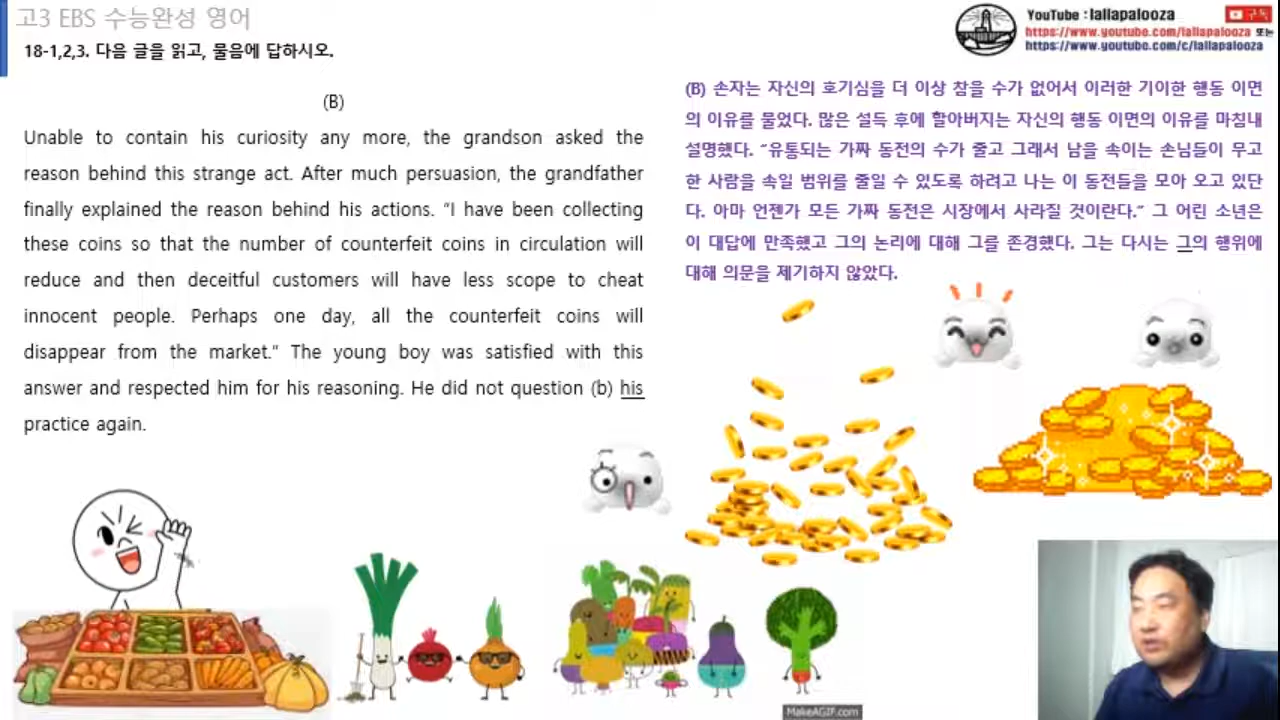 고3 EBS 수능완성 영어
18-1,2,3. 다음 글을 읽고, 물음에 답하시오.
YouTube : lallapalooza
구독
https://www.youtube.com/lallapalooza 또는
https://www.youtube.com/c/lallapalooza
(B)
Unable to contain his curiosity any more, the grandson asked the
reason behind this strange act. After much persuasion, the grandfather
finally explained the reason behind his actions. “I have been collecting
these coins so that the number of counterfeit coins in circulation will
reduce and then deceitful customers will have less scope to cheat
innocent people. Perhaps one day, all the counterfeit coins will
disappear from the market.” The young boy was satisfied with this
answer and respected him for his reasoning. He did not question (b) his
practice again.
(B) 손자는 자신의 호기심을 더 이상 참을 수가 없어서 이러한 기이한 행동 이면
의 이유를 물었다. 많은 설득 후에 할아버지는 자신의 행동 이면의 이유를 마침내
설명했다. “유통되는 가짜 동전의 수가 줄고 그래서 남을 속이는 손님들이 무고
한 사람을 속일 범위를 줄일 수 있도록 하려고 나는 이 동전들을 모아 오고 있단
다. 아마 언젠가 모든 가짜 동전은 시장에서 사라질 것이란다.” 그 어린 소년은
이 대답에 만족했고 그의 논리에 대해 그를 존경했다. 그는 다시는 그의 행위에
대해 의문을 제기하지 않았다.
MakeAGIF.com